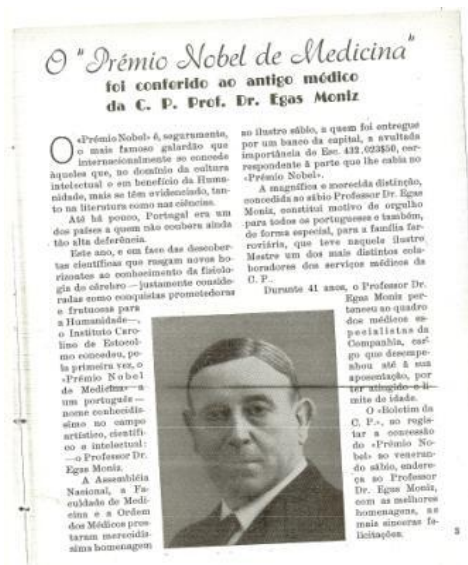 O "Prémio Nobel de Medicina"
foi conferido ao antigo médico
da C. P. Prof. Dr. Egas Moniz
O «Prémio Nobel» é, seguramente,
o mais famoso galardão que
internacionalmente se concede
àqueles que, no domínio da cultura
intelectual e em benefício da Huma-
nidade, mais se têm evidenciado, tan-
to na literatura como nas ciências.
Até há pouco, Portugal era um
dos países a quem não coubera ainda
tão alta deferência.
Este ano, e em face das descober-
tas científicas que rasgam novos ho-
rizontes ao conhecimento da fisiolo-
gia do cérebro — justamente conside-
radas como conquistas prometedoras
e frutuosas para
a Humanidade—,
o Instituto Caro-
lino de Estocol-
mo concedeu, pe-
la primeira vez, o
«Prémio Nobel
de Medicina» a
um português —
nome conhecidís-
simo no campo
artístico, científi-
co e intelectual:
— o Professor Dr.
Egas Moniz.
A Assembléia
Nacional, a Fa-
culdade de Medi-
cina e a Ordem
dos Médicos pres-
taram merecidís-
sima homenagem
ao ilustre sábio, a quem foi entregue
por um banco da capital, a avultada
importância de Esc. 432.023$50, cor-
respondente à parte que lhe cabia no
«Prémio Nobel».
A magnífica e merecida distinção,
concedida ao sábio Professor Dr. Egas
Moniz, constitui motivo de orgulho
para todos os portugueses e também,
de forma especial, para a família fer-
roviária, que teve naquele ilustre
Mestre um dos mais distintos cola-
boradores dos serviços médicos da
C. P..
Durante 41 anos, o Professor Dr.
Egas Moniz per-
tenceu ao quadro
dos médicos es-
pecialistas da
Companhia, car-
go que desempe-
nhou até à sua
aposentação, por
ter atingido o li-
mite de idade.
O «Boletim da
C. P.», ao regis-
tar a concessão
do «Prémio No-
bel» ao veneran-
do sábio, endere-
ça ao Professor
Dr. Egas Moniz,
com as melhores
homenagens, as
mais sinceras fe-
licitações.
3